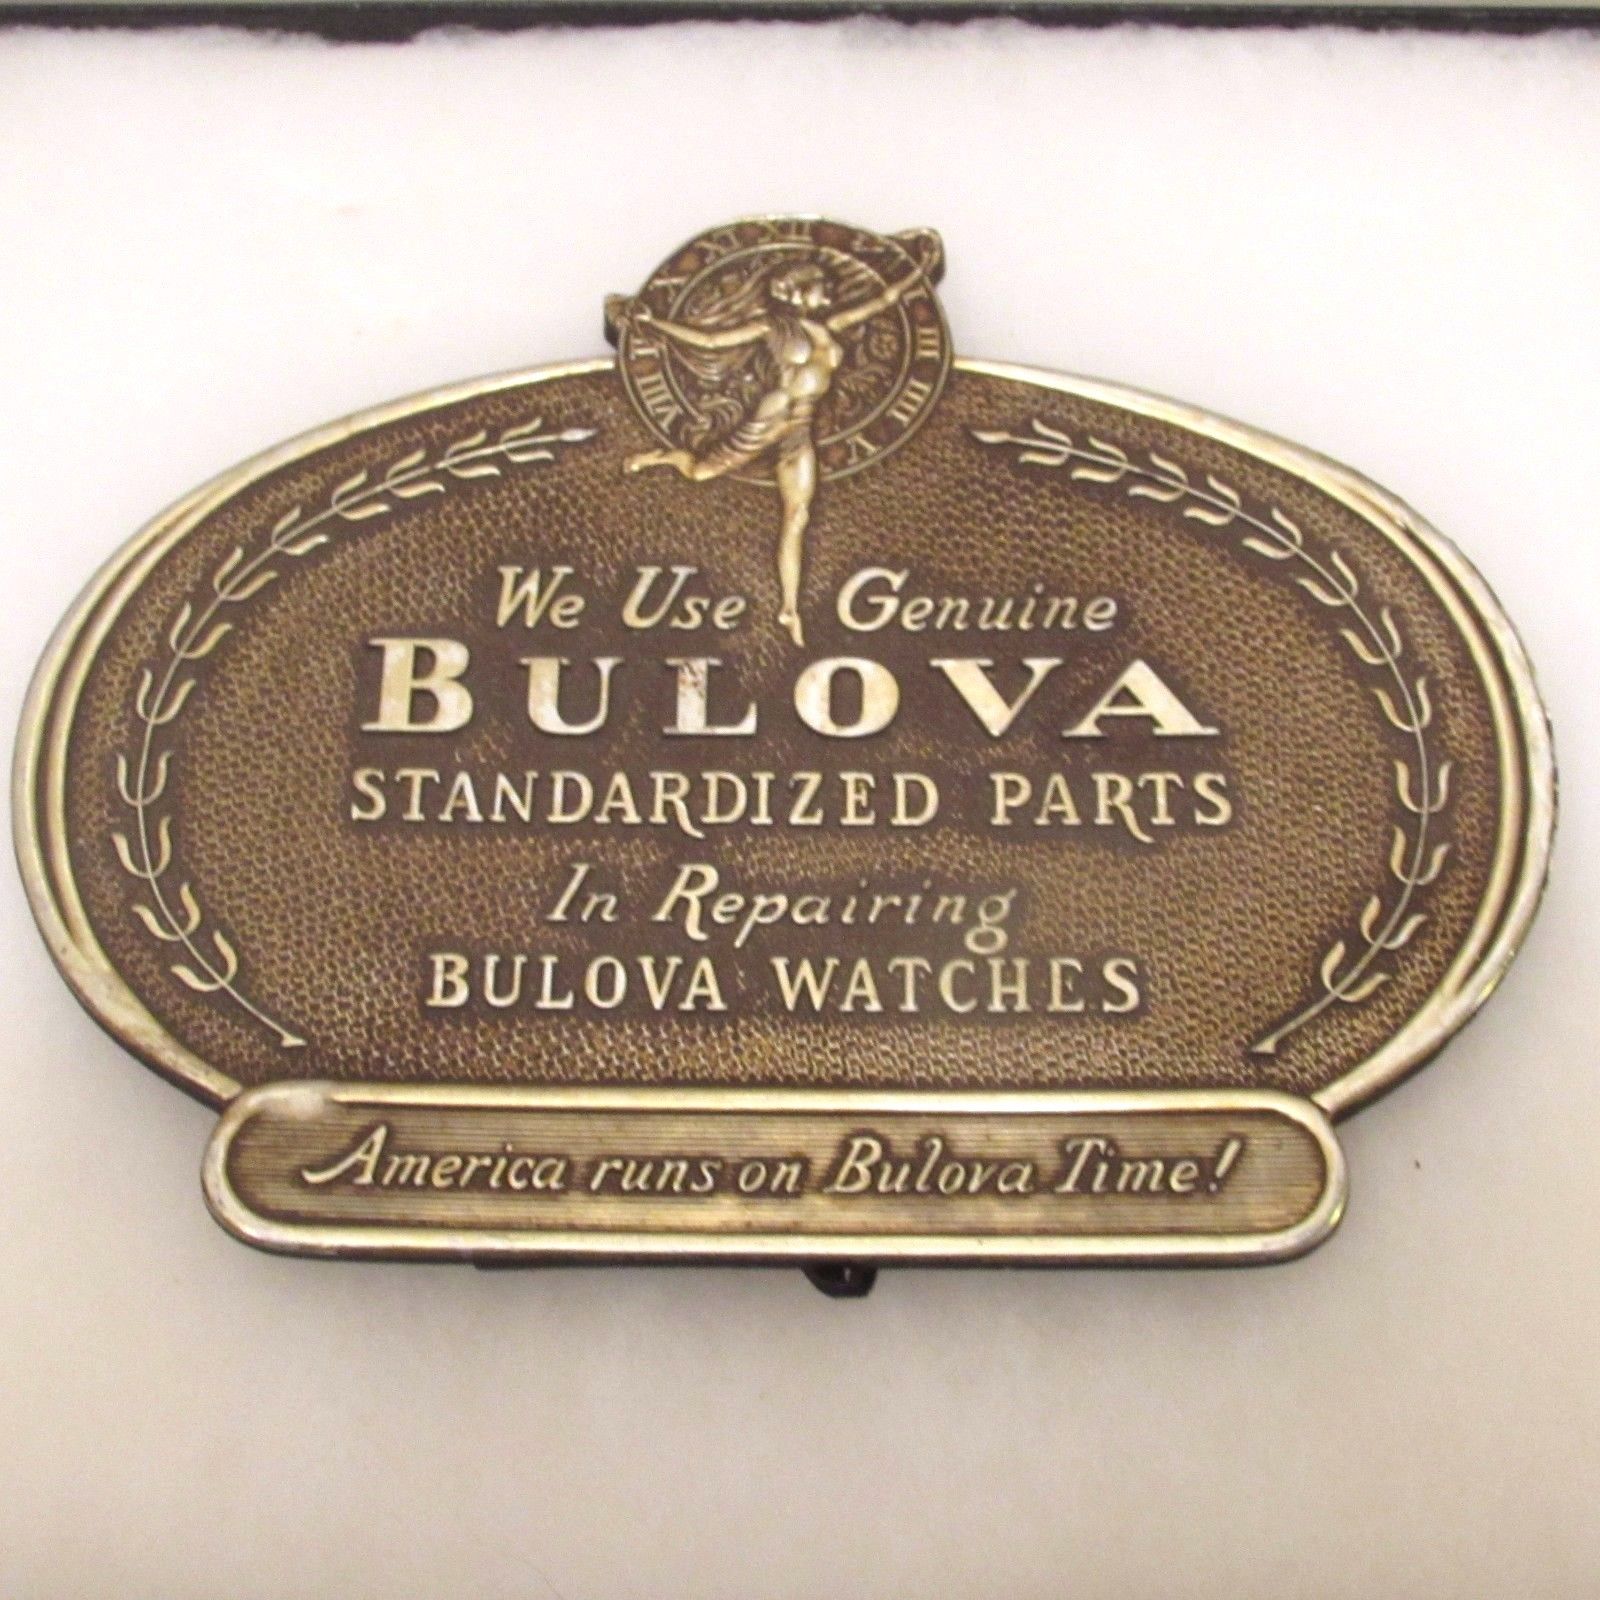 We Use Genuine
BULOVA
STANDARDIZED PARTS
In Repairing
BULOVA WATCHES
America runs on Bulova Time!